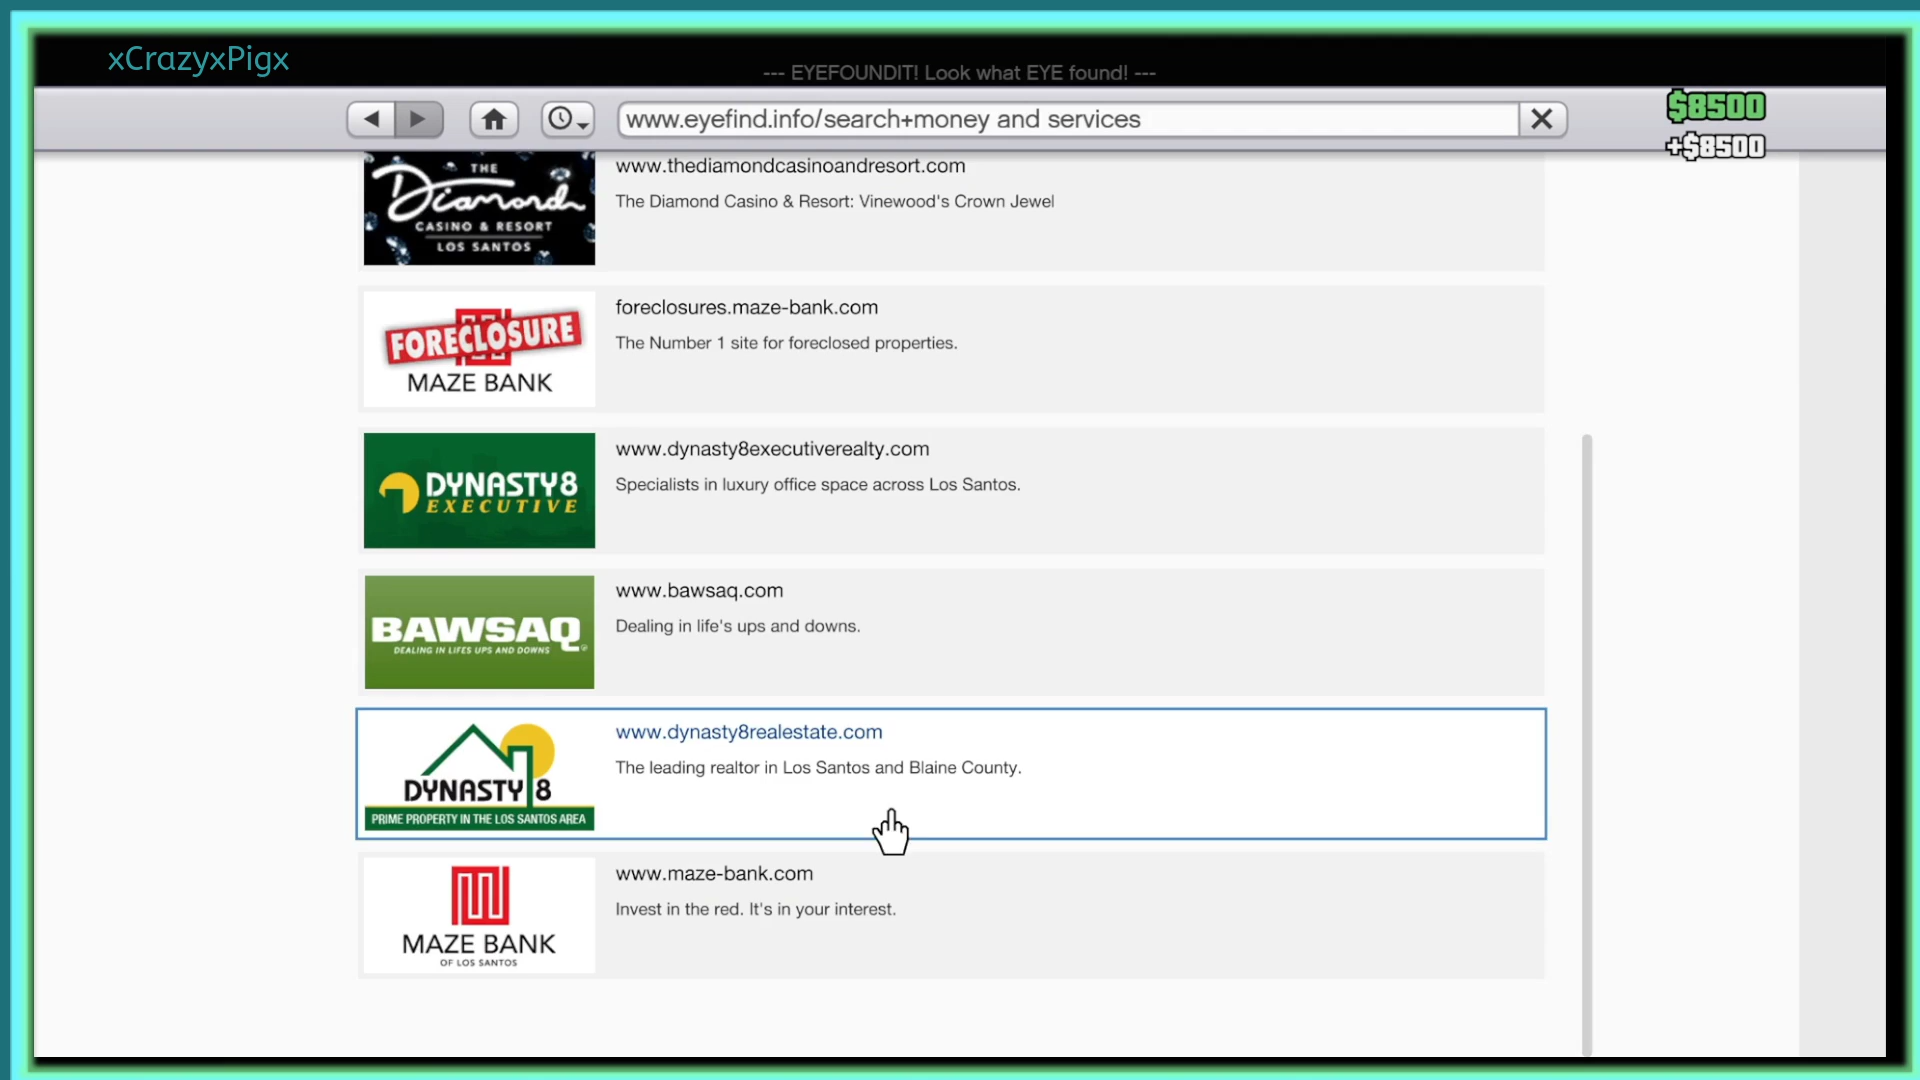 xCrazyxPigx
--- EYEFOUNDIT! Look what EYE found! ---
www.eyefind.info/search+money and services
$8500
+$8500
THE
Diamond
CASINO & RESORT
LOS SANTOS
www.thediamondcasinoandresort.com
The Diamond Casino & Resort: Vinewood's Crown Jewel
FORECLOSURE
MAZE BANK
foreclosures.maze-bank.com
The Number 1 site for foreclosed properties.
DYNASTY8
EXECUTIVE
www.dynasty8executiverealty.com
Specialists in luxury office space across Los Santos.
BAWSAQ
DEALING IN LIFES UPS AND DOWNS
www.bawsaq.com
Dealing in life's ups and downs.
DYNASTY 8
PRIME PROPERTY IN THE LOS SANTOS AREA
www.dynasty8realestate.com
The leading realtor in Los Santos and Blaine County.
MAZE BANK
OF LOS SANTOS
www.maze-bank.com
Invest in the red. It's in your interest.